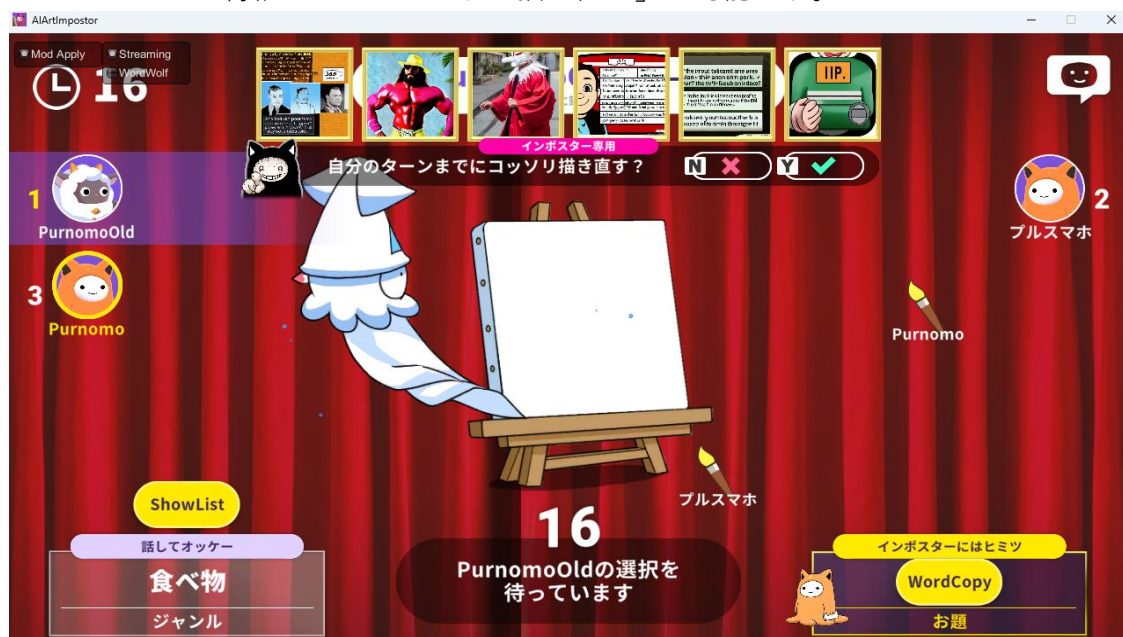 AIArtImpostor
Mod Apply
Streaming
WordWolf
16
IIP.
インポスター専用
自分のターンまでにコッソリ描き直す?
N
Y
1
PurnomoOld
2
プルスマホ
3
Purnomo
Purnomo
プルスマホ
ShowList
話してオッケー
食べ物
ジャンル
16
PurnomoOldの選択を
待っています
インポスターにはヒミツ
WordCopy
お題